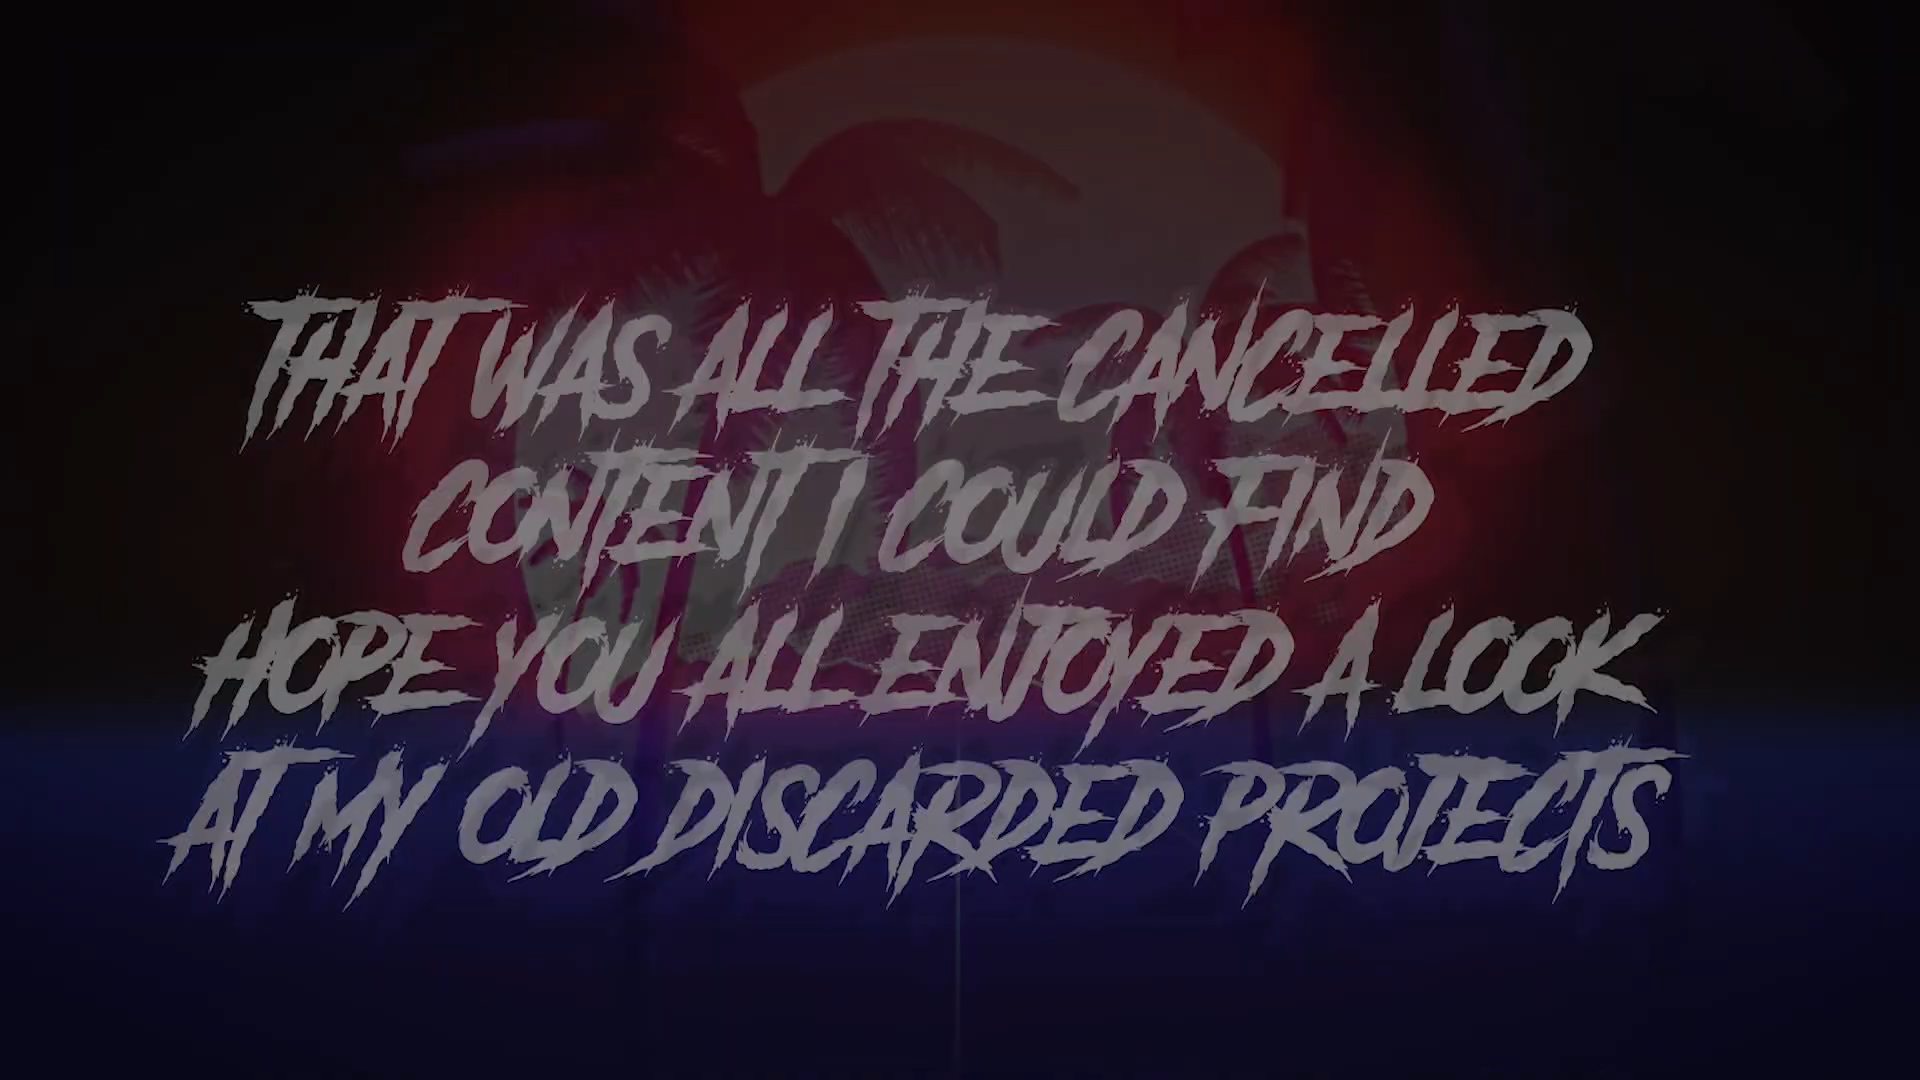 THAT WAS ALL THE CANCELLED
CONTENT I COULD FIND
HOPE YOU ALL ENJOYED A LOOK
AT MY OLD DISCARDED PROJECTS